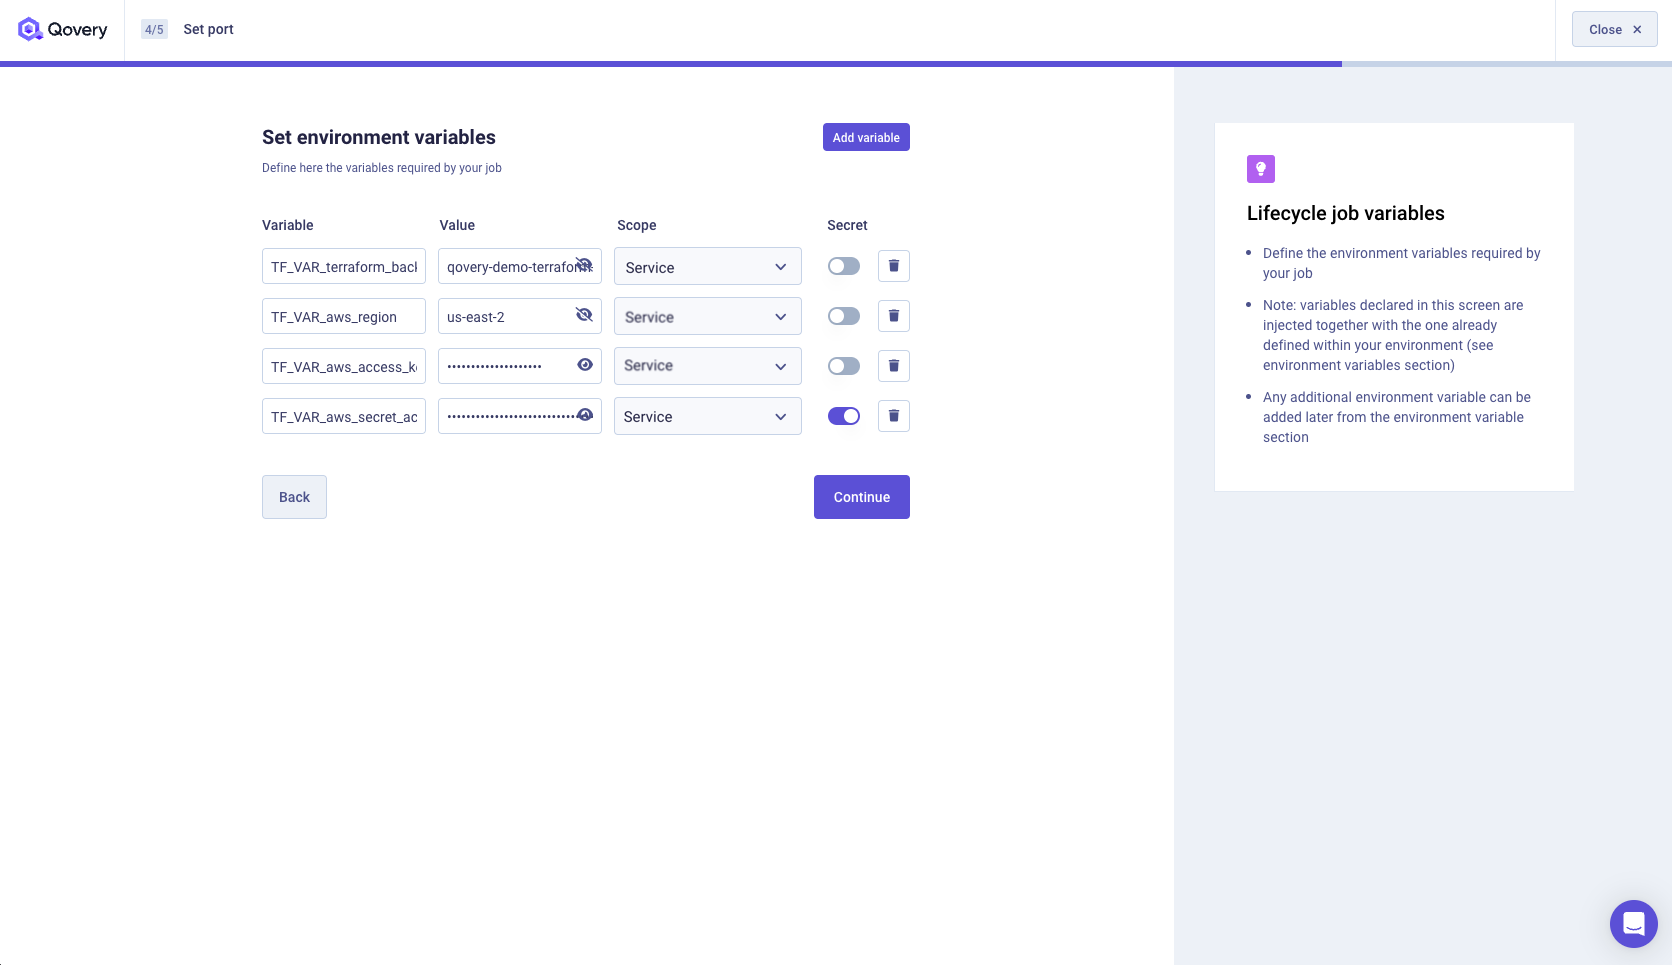 Qovery
4/5
Set port
Close
Set environment variables
Add variable
Define here the variables required by your job
Variable Value Scope Secret
TF_VAR_terraform_back qovery-demo-terraform Service
TF_VAR_aws_region us-east-2 Service
TF_VAR_aws_access_k •••••••••••••••••••• Service
TF_VAR_aws_secret_ac Service
Back
Continue
Lifecycle job variables
• Define the environment variables required by
your job
• Note: variables declared in this screen are
injected together with the one already
defined within your environment (see
environment variables section)
• Any additional environment variable can be
added later from the environment variable
section